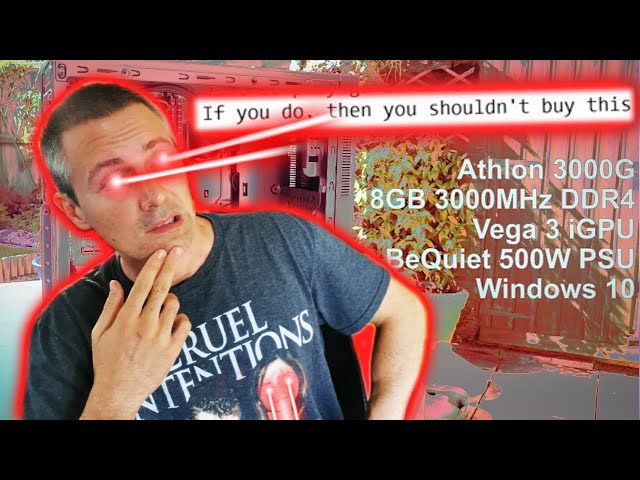 If you do. then you shouldn't buy this
Athlon 3000G
8GB 3000MHz DDR4
Vega 3 iGPU
BeQuiet 500W PSU
Windows 10
CRUEL
INTENTIONS